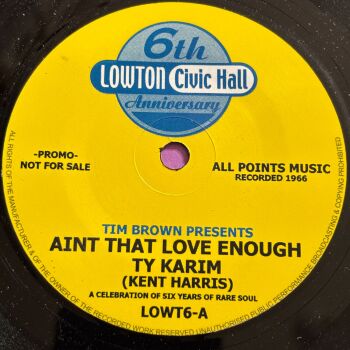 6th
LOWTON Civic Hall
Anniversary
-PROMO-
NOT FOR SALE
ALL POINTS MUSIC
RECORDED 1966
TIM BROWN PRESENTS
AINT THAT LOVE ENOUGH
TY KARIM
(KENT HARRIS)
A CELEBRATION OF SIX YEARS OF RARE SOUL
LOWT6-A
ALL RIGHTS OF THE MANUFACTURER & OF THE OWNER OF THE RECORDED WORK RESERVED UNAUTHORISED PUBLIC PERFORMANCE BROADCASTING & COPYING PROHIBITED